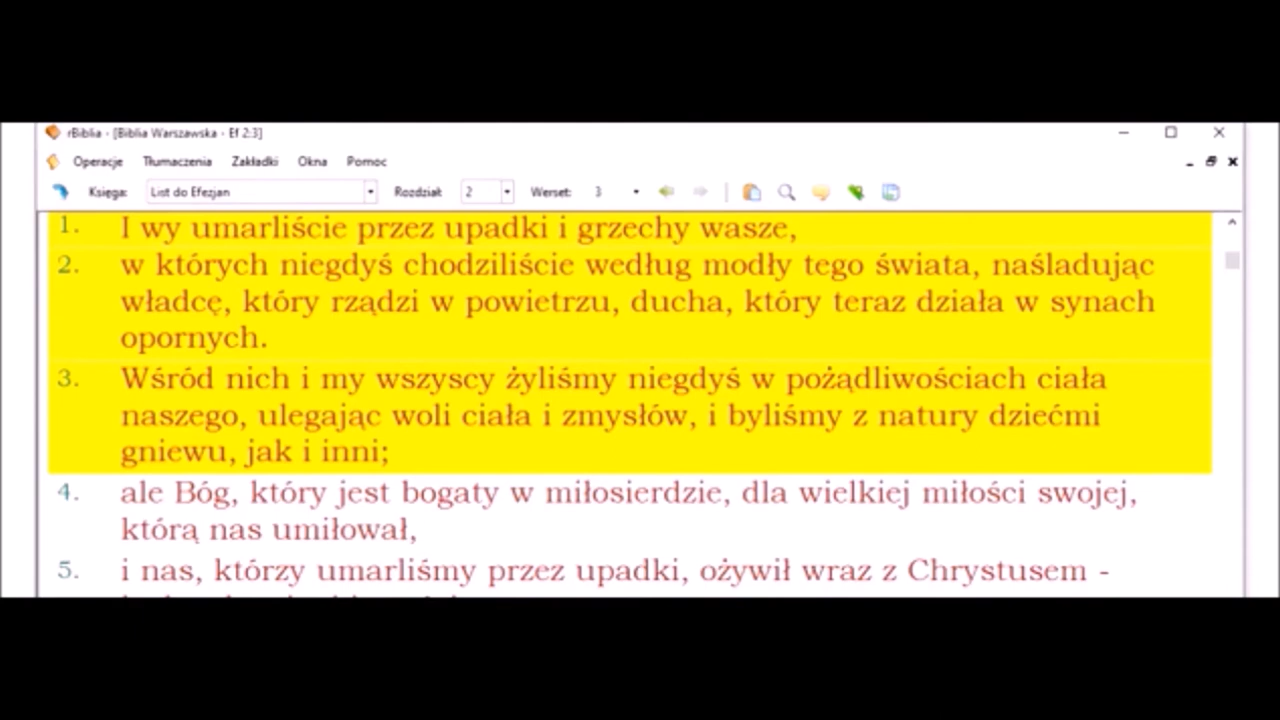 rBiblia - [Biblia Warszawska - Ef 2:3]
Operacje Tłumaczenia Zakładki Okna Pomoc
Księga: List do Efezjan Rozdział: 2 Werset: 3
1. I wy umarliście przez upadki i grzechy wasze,
2. w których niegdyś chodziliście według modły tego świata, naśladując
władcę, który rządzi w powietrzu, ducha, który teraz działa w synach
opornych.
3. Wśród nich i my wszyscy żyliśmy niegdyś w pożądliwościach ciała
naszego, ulegając woli ciała i zmysłów, i byliśmy z natury dziećmi
gniewu, jak i inni;
4. ale Bóg, który jest bogaty w miłosierdzie, dla wielkiej miłości swojej,
którą nas umiłował,
5. i nas, którzy umarliśmy przez upadki, ożywił wraz z Chrystusem -